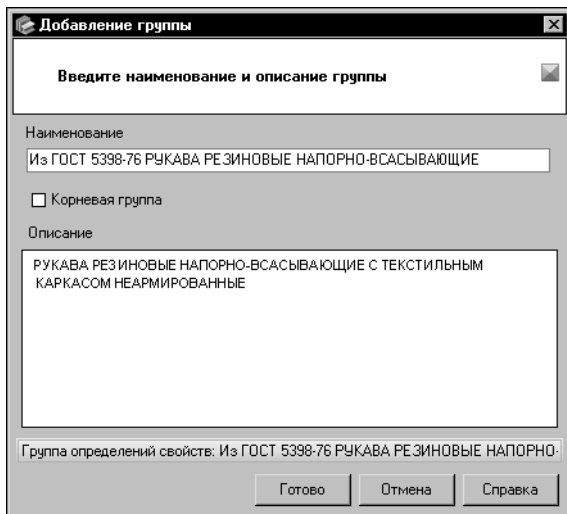 Добавление группы
Введите наименование и описание группы
Наименование
Из ГОСТ 5398-76 РУКАВА РЕЗИНОВЫЕ НАПОРНО-ВСАСЫВАЮЩИЕ
Корневая группа
Описание
РУКАВА РЕЗИНОВЫЕ НАПОРНО-ВСАСЫВАЮЩИЕ С ТЕКСТИЛЬНЫМ
КАРКАСОМ НЕАРМИРОВАННЫЕ
Группа определений свойств: Из ГОСТ 5398-76 РУКАВА РЕЗИНОВЫЕ НАПОРНО-
Готово Отмена Справка